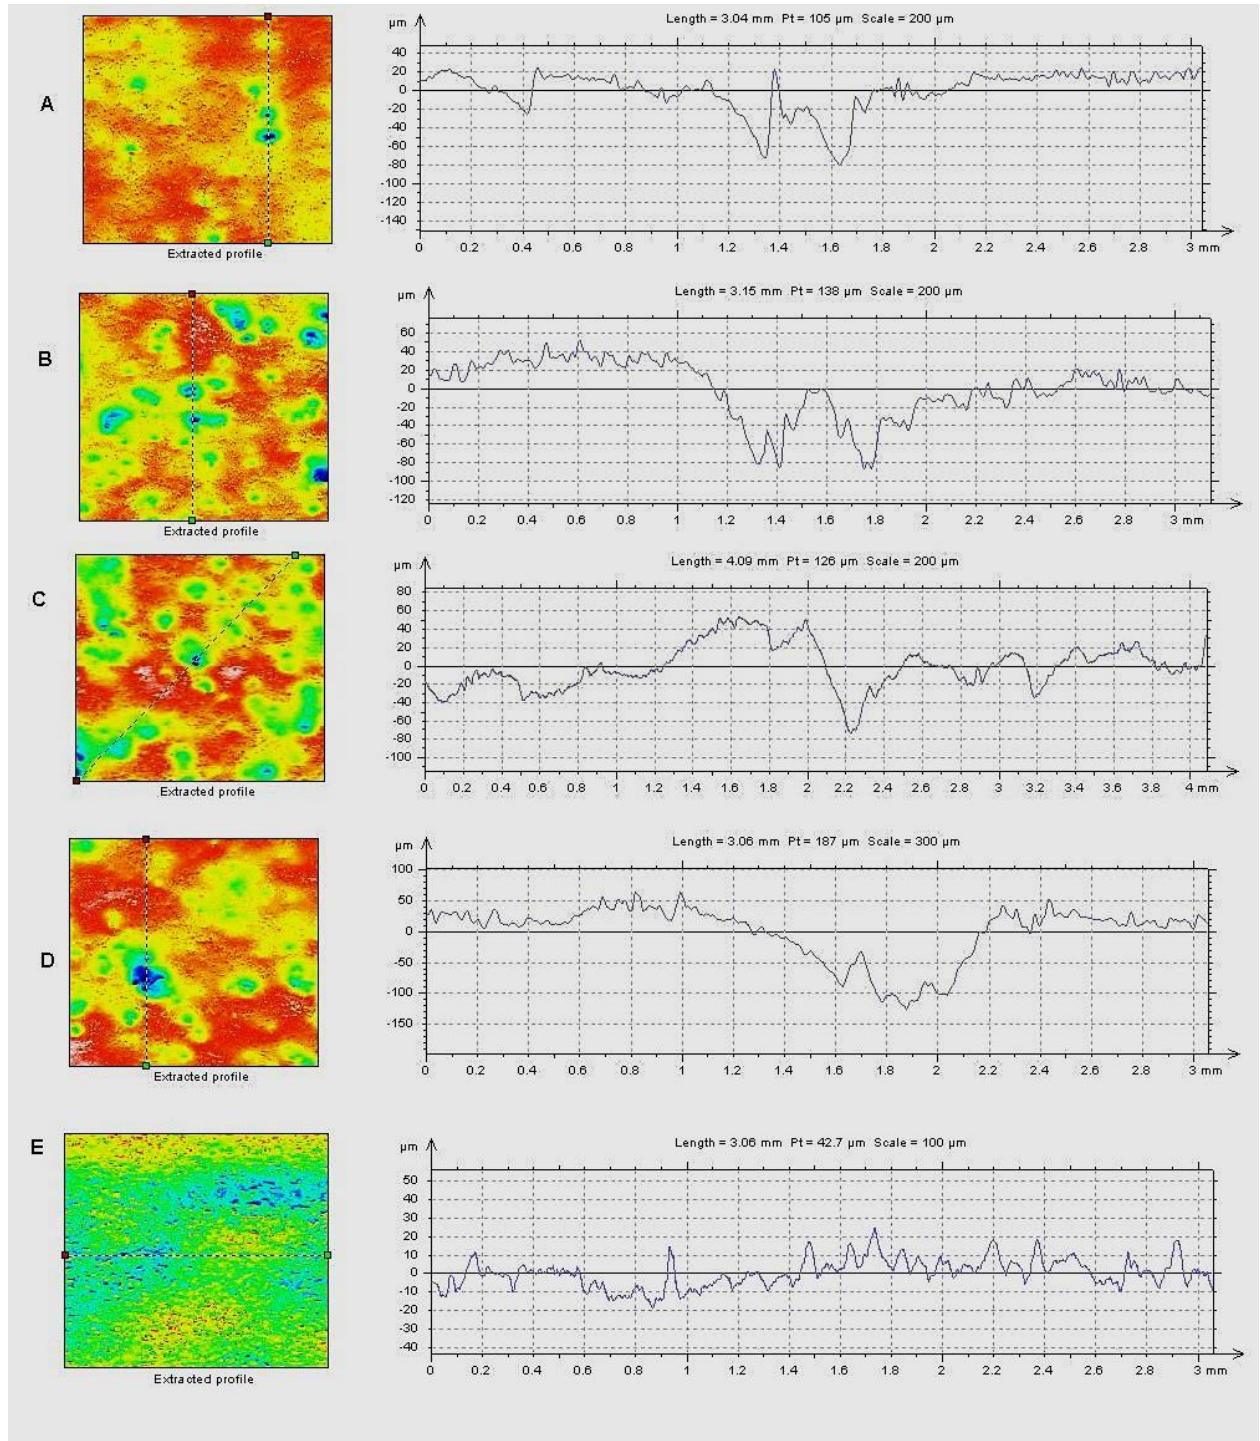 A
Extracted profile
Length = 3.04 mm Pt = 105 µm Scale = 200 µm
µm
40
20
0
-20
-40
-60
-80
-100
-120
-140
0 0.2 0.4 0.6 0.8 1 1.2 1.4 1.6 1.8 2 2.2 2.4 2.6 2.8 3 mm
B
Extracted profile
Length = 3.15 mm Pt = 138 µm Scale = 200 µm
µm
60
40
20
0
-20
-40
-60
-80
-100
-120
0 0.2 0.4 0.6 0.8 1 1.2 1.4 1.6 1.8 2 2.2 2.4 2.6 2.8 3 mm
C
Extracted profile
Length = 4.09 mm Pt = 126 µm Scale = 200 µm
µm
80
60
40
20
0
-20
-40
-60
-80
-100
0 0.2 0.4 0.6 0.8 1 1.2 1.4 1.6 1.8 2 2.2 2.4 2.6 2.8 3 3.2 3.4 3.6 3.8 4 mm
D
Extracted profile
Length = 3.06 mm Pt = 187 µm Scale = 300 µm
µm
100
50
0
-50
-100
-150
0 0.2 0.4 0.6 0.8 1 1.2 1.4 1.6 1.8 2 2.2 2.4 2.6 2.8 3 mm
E
Extracted profile
Length = 3.06 mm Pt = 42.7 µm Scale = 100 µm
µm
50
40
30
20
10
0
-10
-20
-30
-40
0 0.2 0.4 0.6 0.8 1 1.2 1.4 1.6 1.8 2 2.2 2.4 2.6 2.8 3 mm